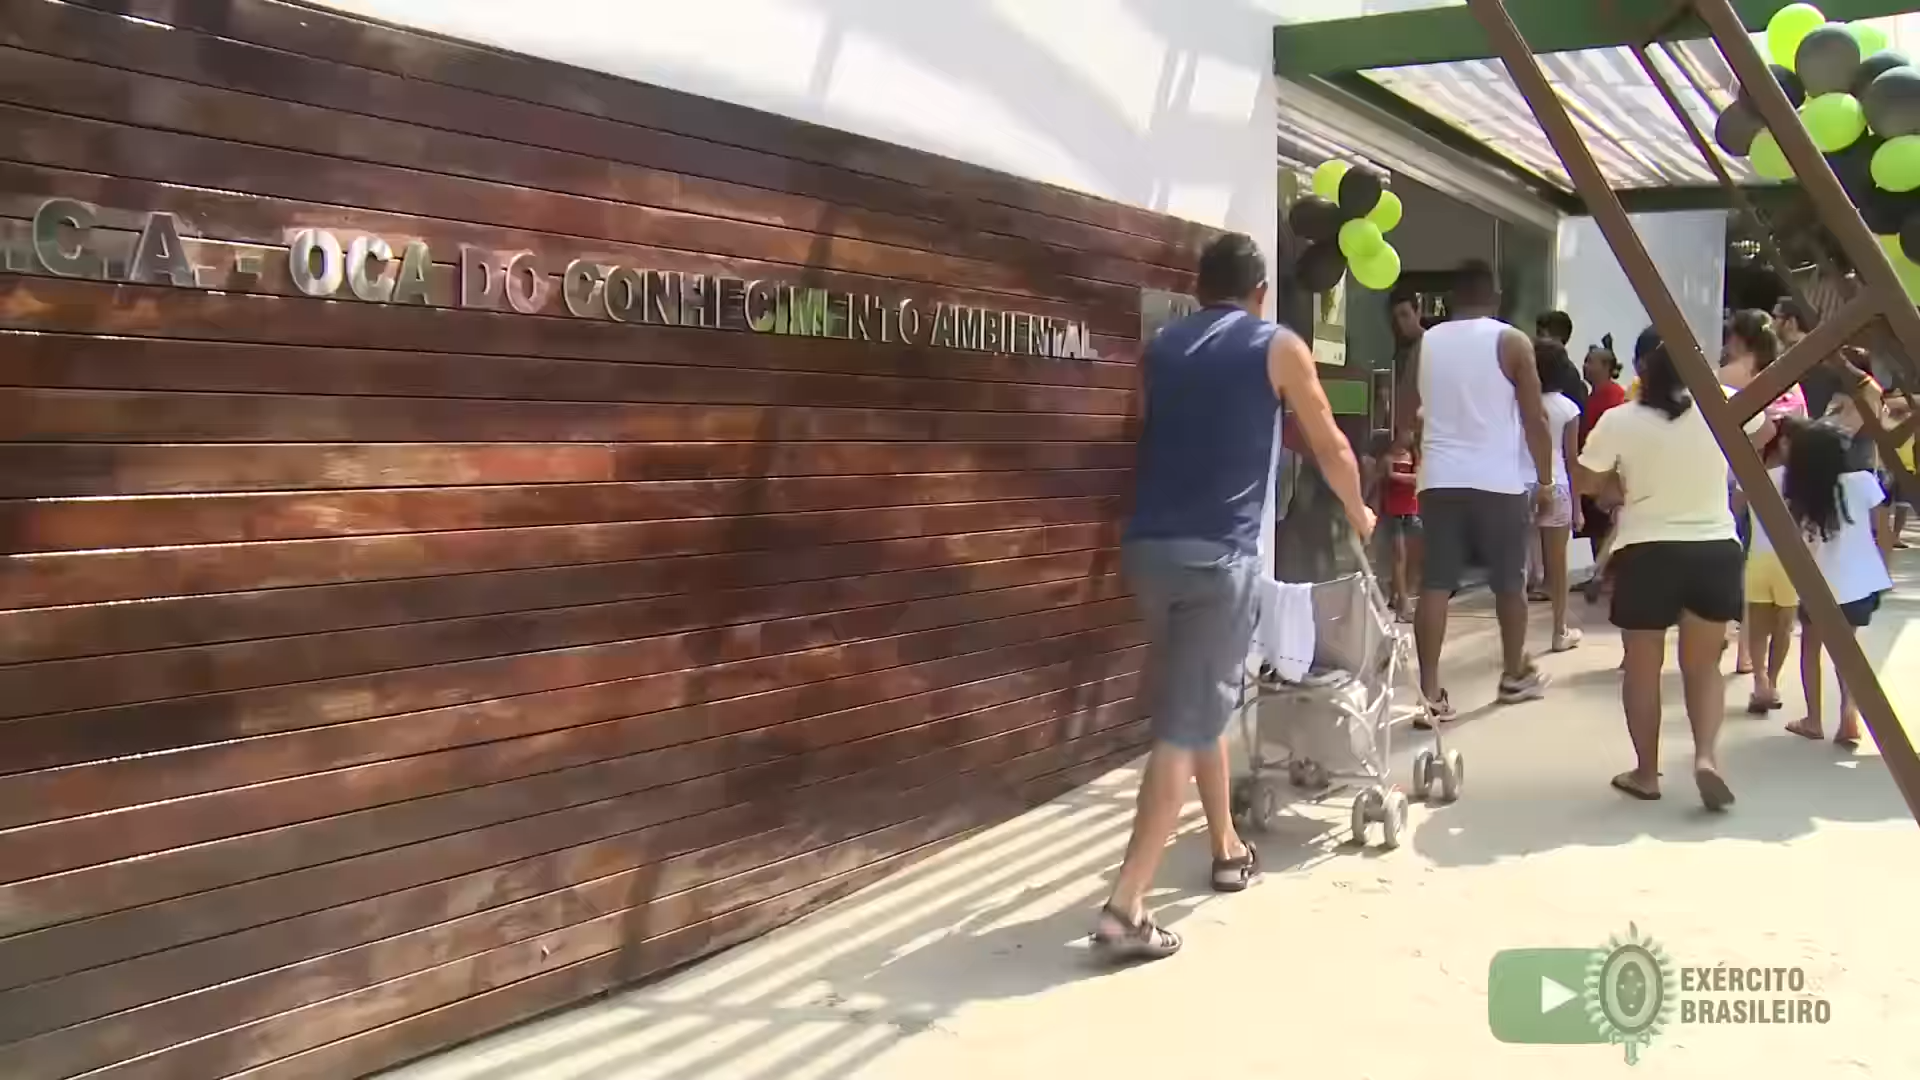 C.A. - OCA DO CONHECIMENTO AMBIENTAL
EXÉRCITO
BRASILEIRO